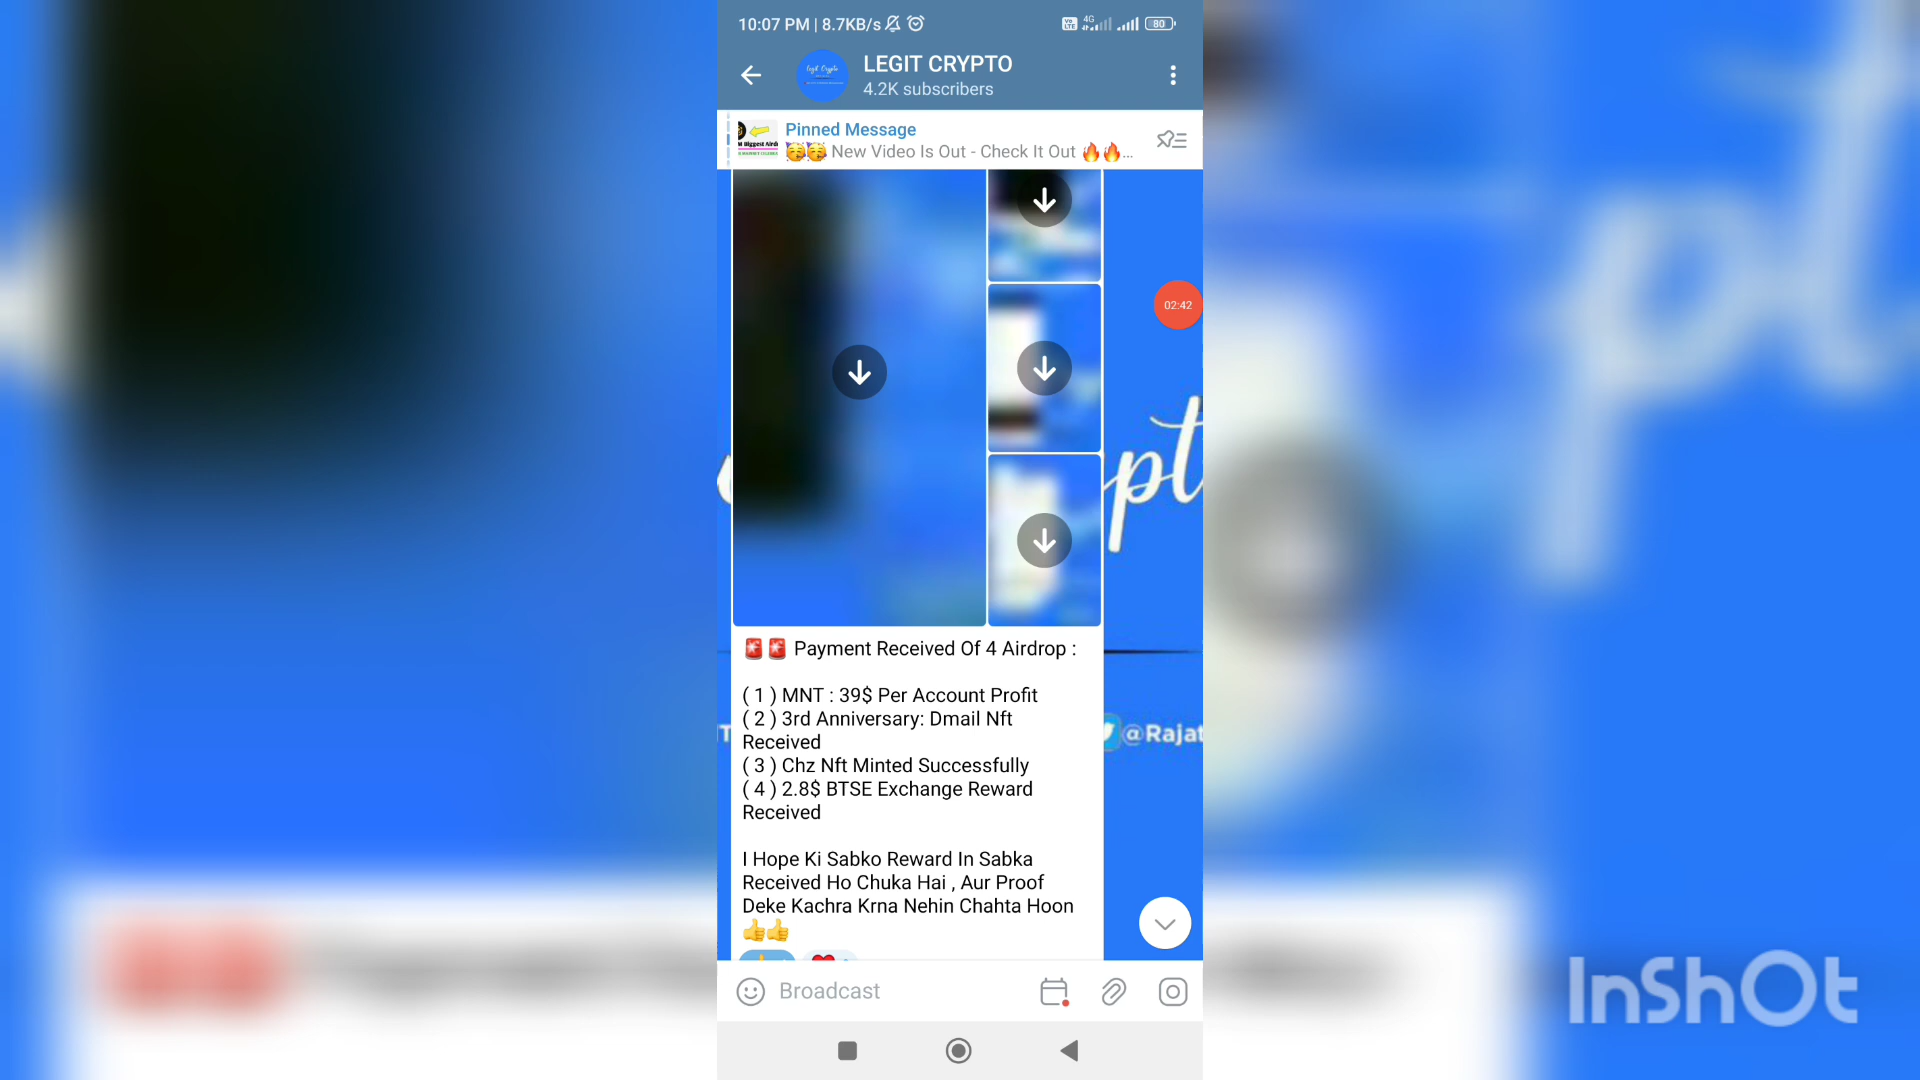 10:07 PM | 8.7KB/s
4G
80
LEGIT CRYPTO
4.2K subscribers
Pinned Message
🥳🥳 New Video Is Out - Check It Out 🔥🔥...
02:42
pt
@Rajat
🚨🚨 Payment Received Of 4 Airdrop :
( 1 ) MNT : 39$ Per Account Profit
( 2 ) 3rd Anniversary: Dmail Nft
Received
( 3 ) Chz Nft Minted Successfully
( 4 ) 2.8$ BTSE Exchange Reward
Received
I Hope Ki Sabko Reward In Sabka
Received Ho Chuka Hai , Aur Proof
Deke Kachra Krna Nehin Chahta Hoon
👍👍
Broadcast
InShOt